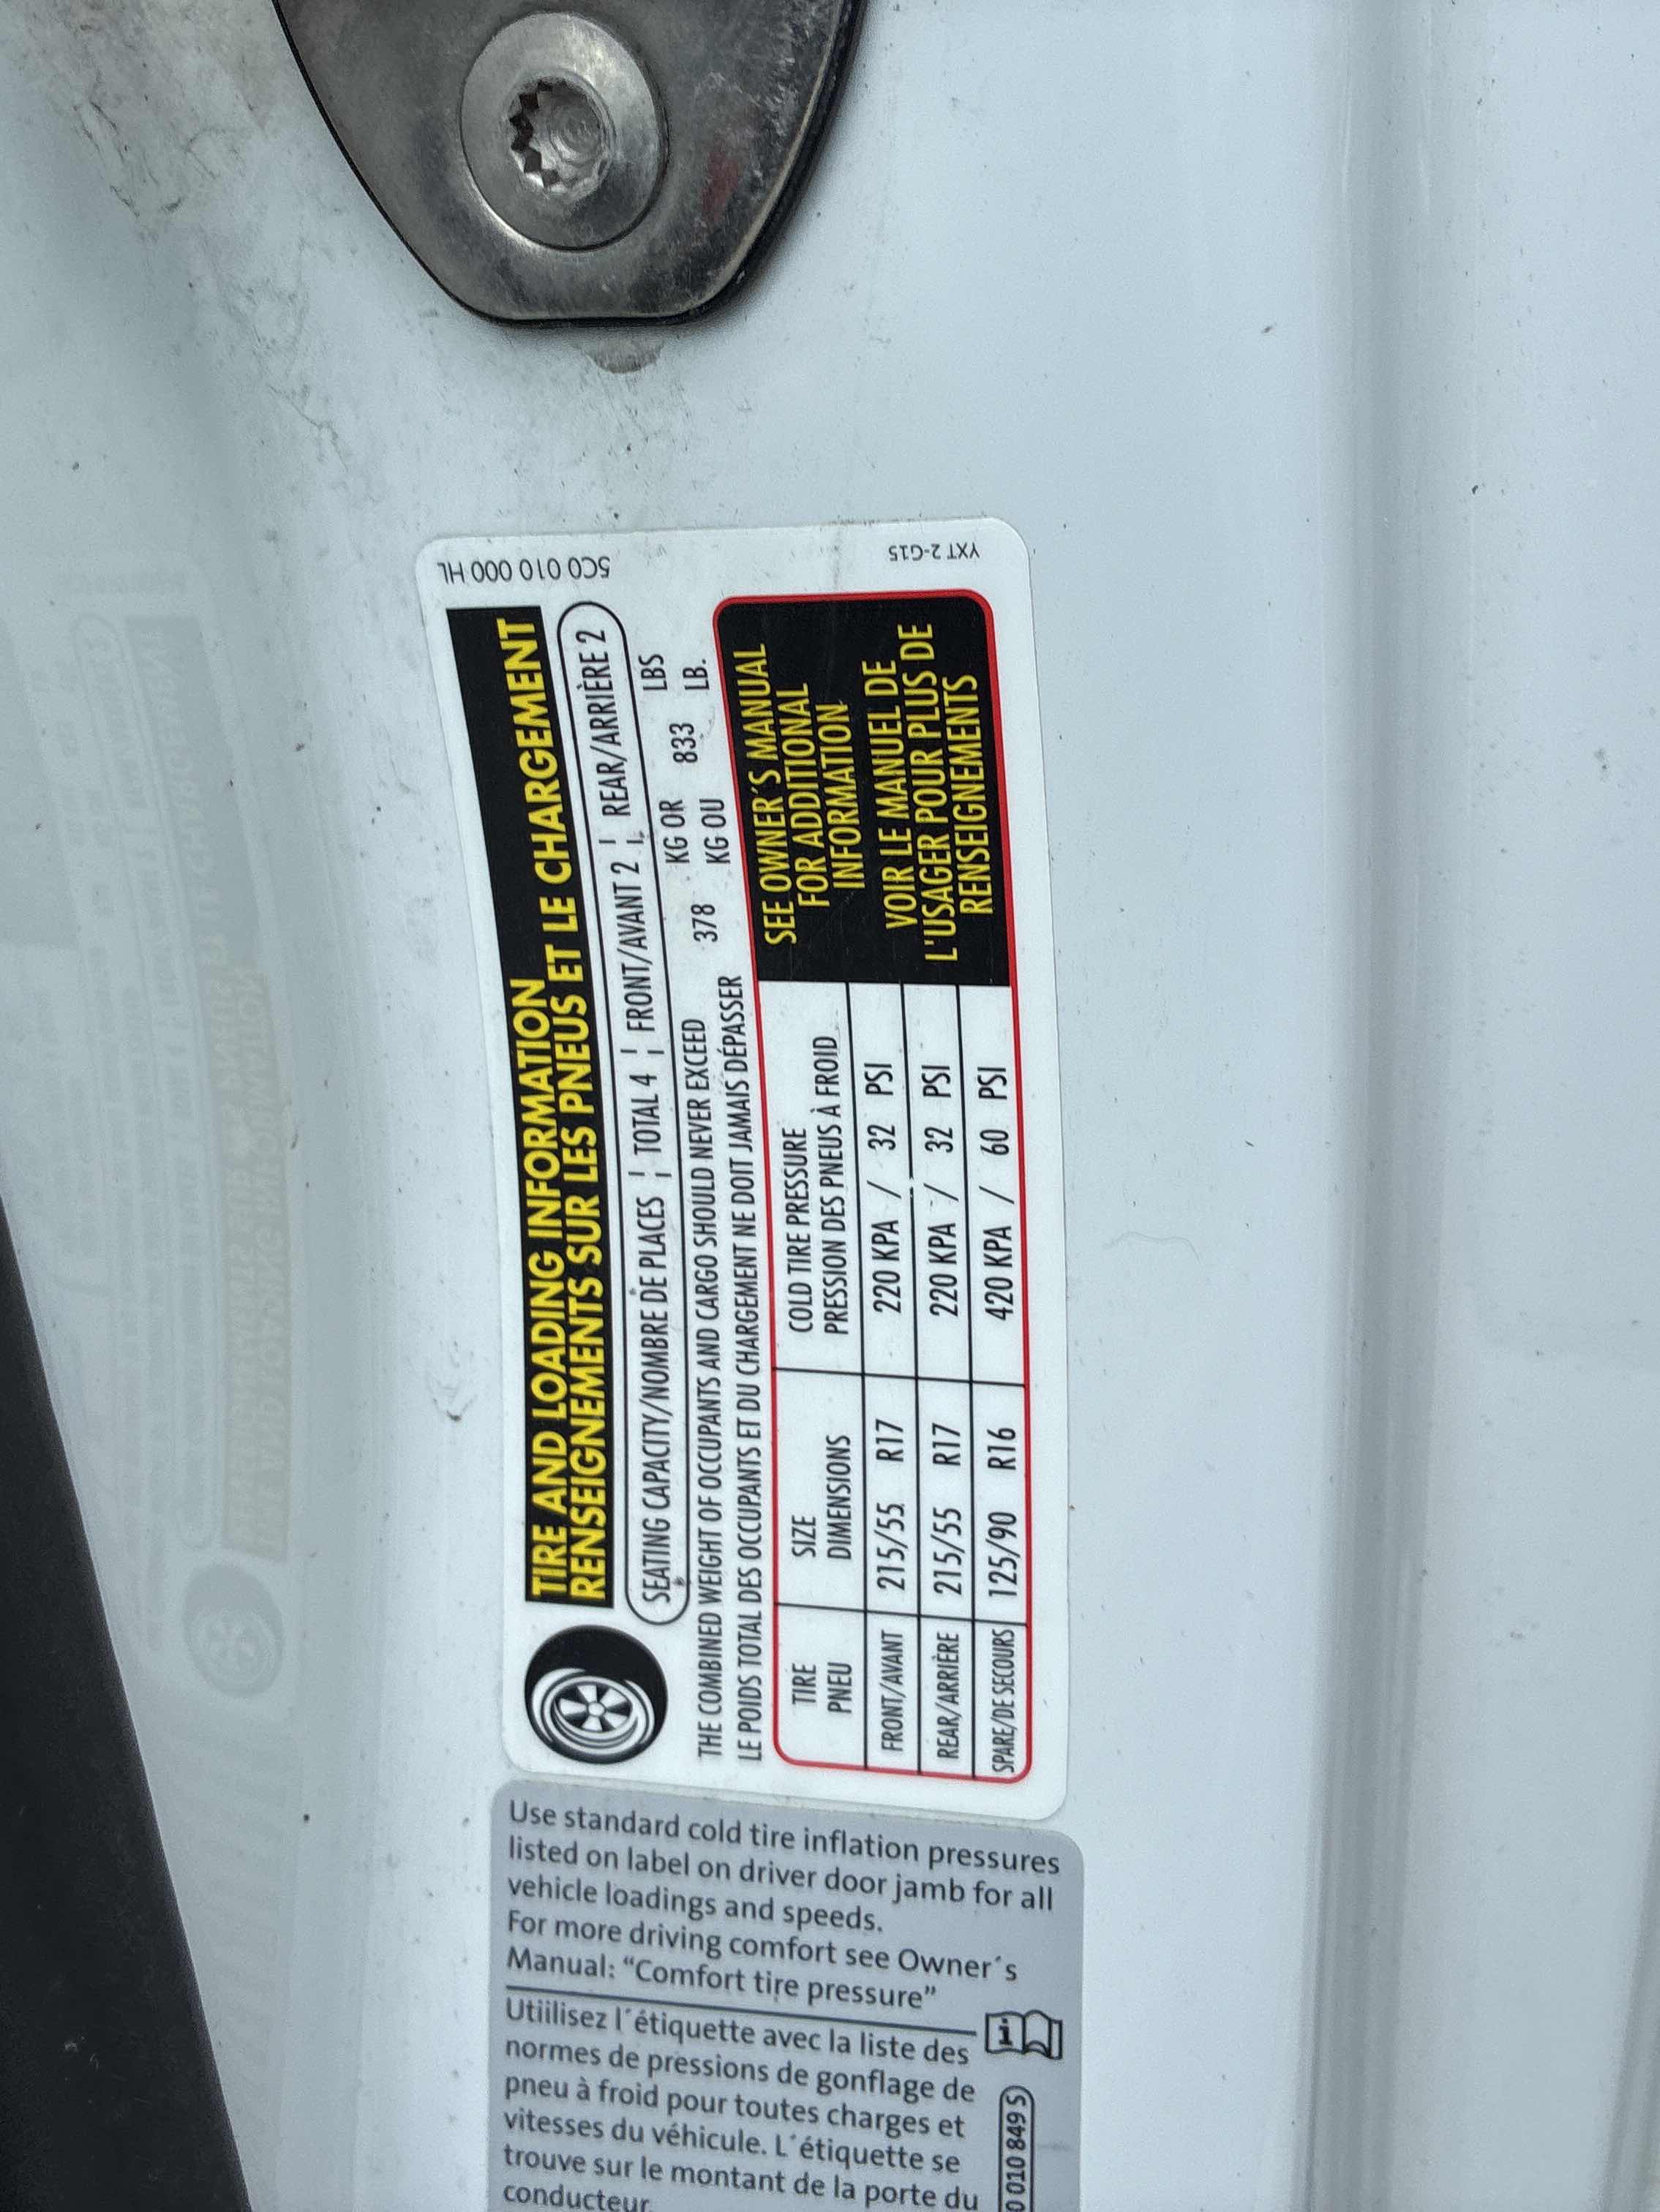 TIRE AND LOADING INFORMATION
RENSEIGNEMENTS SUR LES PNEUS ET LE CHARGEMENT
SEATING CAPACITY/NOMBRE DE PLACES ¦ TOTAL 4 ¦ FRONT/AVANT 2 ¦ REAR/ARRIÈRE 2
THE COMBINED WEIGHT OF OCCUPANTS AND CARGO SHOULD NEVER EXCEED 378 KG OR 833 LBS
LE POIDS TOTAL DES OCCUPANTS ET DU CHARGEMENT NE DOIT JAMAIS DÉPASSER KG OU LB.
TIRE SIZE COLD TIRE PRESSURE
PNEU DIMENSIONS PRESSION DES PNEUS À FROID
FRONT/AVANT 215/55 R17 220 KPA / 32 PSI
REAR/ARRIÈRE 215/55 R17 220 KPA / 32 PSI
SPARE/DE SECOURS 125/90 R16 420 KPA / 60 PSI
SEE OWNER'S MANUAL
FOR ADDITIONAL
INFORMATION
VOIR LE MANUEL DE
L'USAGER POUR PLUS DE
RENSEIGNEMENTS
5C0 010 000 HL
YXT 2-G15
Use standard cold tire inflation pressures
listed on label on driver door jamb for all
vehicle loadings and speeds.
For more driving comfort see Owner´s
Manual: “Comfort tire pressure”
Utiilisez l´étiquette avec la liste des
normes de pressions de gonflage de
pneu à froid pour toutes charges et
vitesses du véhicule. L´étiquette se
trouve sur le montant de la porte du
conducteur.
0 010 849 S